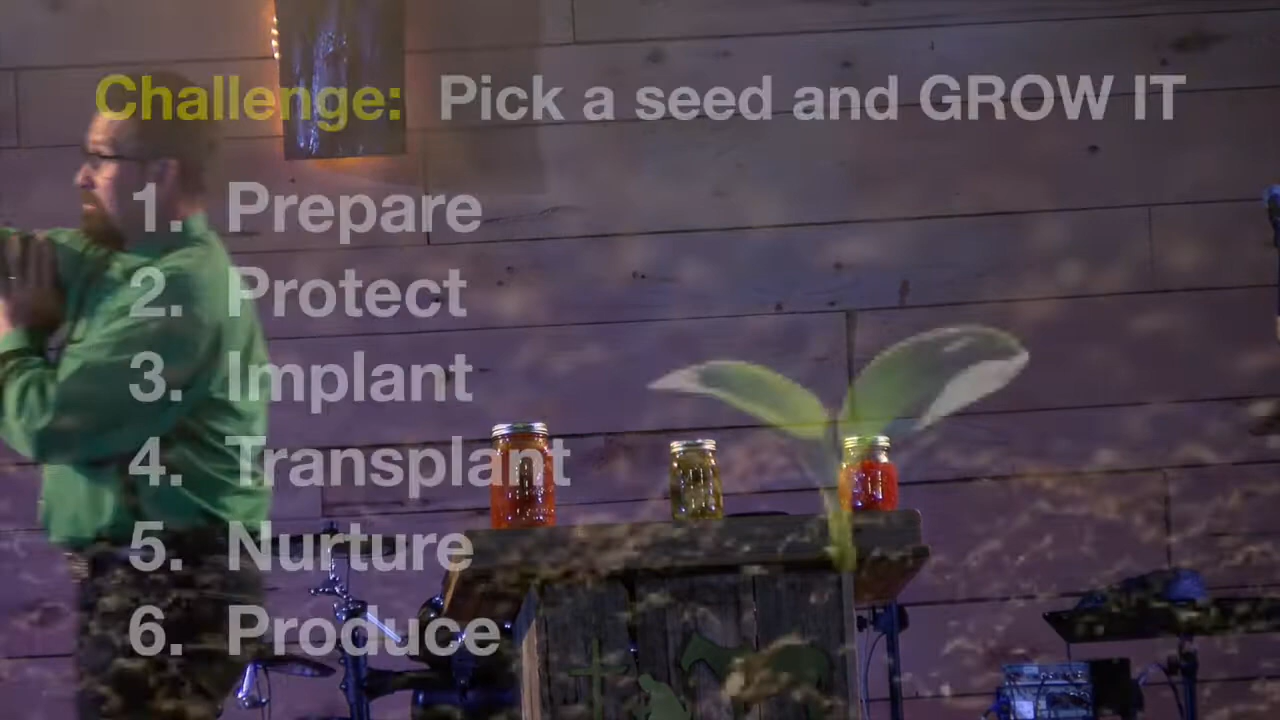 Challenge: Pick a seed and GROW IT
1. Prepare
2. Protect
3. Implant
4. Transplant
5. Nurture
6. Produce